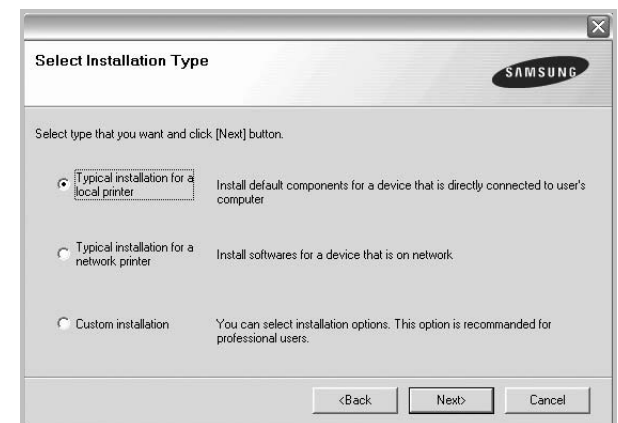 Select Installation Type
SAMSUNG
Select type that you want and click [Next] button.
Typical installation for a
local printer
Install default components for a device that is directly connected to user's
computer
Typical installation for a
network printer
Install softwares for a device that is on network
Custom installation
You can select installation options. This option is recommanded for
professional users.
<Back
Next>
Cancel